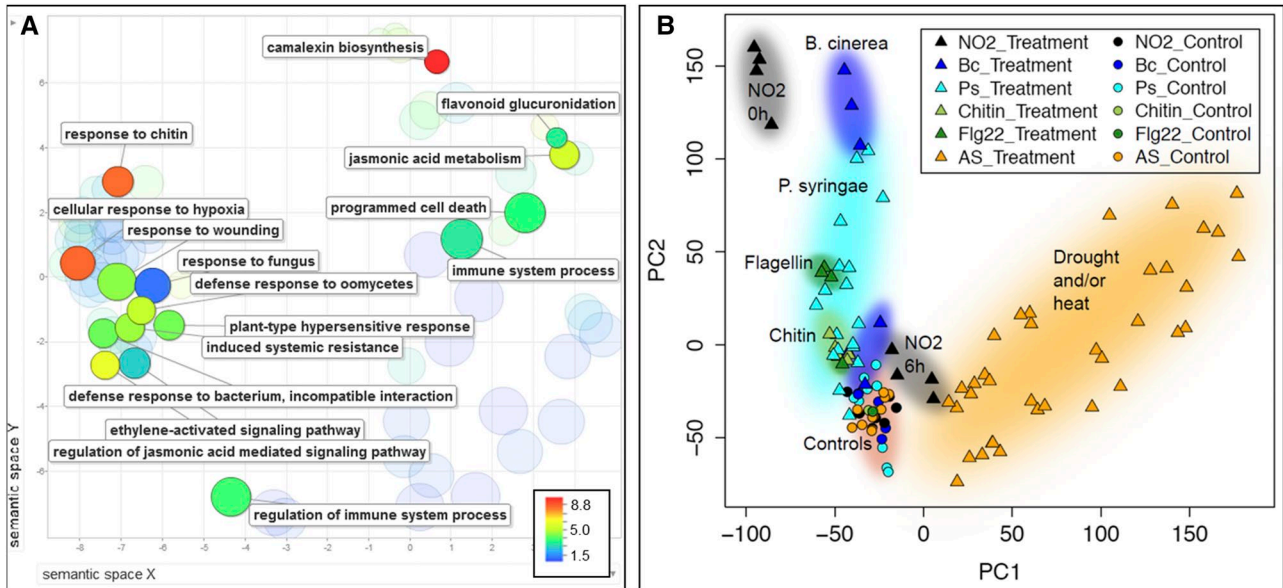 A
camalexin biosynthesis
flavonoid glucuronidation
response to chitin
jasmonic acid metabolism
cellular response to hypoxia
programmed cell death
response to wounding
response to fungus
immune system process
defense response to oomycetes
plant-type hypersensitive response
induced systemic resistance
defense response to bacterium, incompatible interaction
ethylene-activated signaling pathway
regulation of jasmonic acid mediated signaling pathway
regulation of immune system process
8.8
5.0
1.5
6
4
2
0
-2
-4
-6
semantic space Y
-8 -7 -6 -5 -4 -3 -2 -1 0 1 2
semantic space X
B
NO2_Treatment NO2_Control
Bc_Treatment Bc_Control
Ps_Treatment Ps_Control
Chitin_Treatment Chitin_Control
Flg22_Treatment Flg22_Control
AS_Treatment AS_Control
B. cinerea
NO2
0h
P. syringae
Flagellin
Drought
and/or
heat
Chitin
NO2
6h
Controls
150
100
50
0
−50
PC2
−100 −50 0 50 100 150
PC1